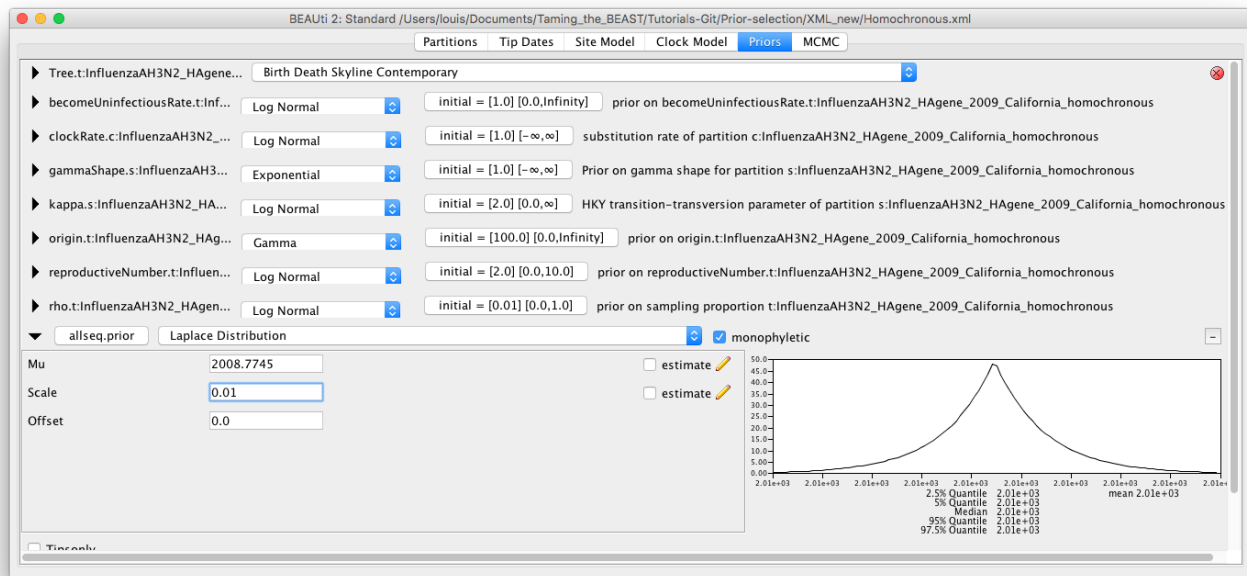 BEAUti 2: Standard /Users/louis/Documents/Taming_the_BEAST/Tutorials-Git/Prior-selection/XML_new/Homochronous.xml
Partitions Tip Dates Site Model Clock Model Priors MCMC
Tree.t:InfluenzaAH3N2_HAgene... Birth Death Skyline Contemporary
becomeUninfectiousRate.t:Inf... Log Normal initial = [1.0] [0.0,Infinity] prior on becomeUninfectiousRate.t:InfluenzaAH3N2_HAgene_2009_California_homochronous
clockRate.c:InfluenzaAH3N2_... Log Normal initial = [1.0] [-∞,∞] substitution rate of partition c:InfluenzaAH3N2_HAgene_2009_California_homochronous
gammaShape.s:InfluenzaAH3... Exponential initial = [1.0] [-∞,∞] Prior on gamma shape for partition s:InfluenzaAH3N2_HAgene_2009_California_homochronous
kappa.s:InfluenzaAH3N2_HA... Log Normal initial = [2.0] [0.0,∞] HKY transition-transversion parameter of partition s:InfluenzaAH3N2_HAgene_2009_California_homochronous
origin.t:InfluenzaAH3N2_HAg... Gamma initial = [100.0] [0.0,Infinity] prior on origin.t:InfluenzaAH3N2_HAgene_2009_California_homochronous
reproductiveNumber.t:Influen... Log Normal initial = [2.0] [0.0,10.0] prior on reproductiveNumber.t:InfluenzaAH3N2_HAgene_2009_California_homochronous
rho.t:InfluenzaAH3N2_HAgen... Log Normal initial = [0.01] [0.0,1.0] prior on sampling proportion t:InfluenzaAH3N2_HAgene_2009_California_homochronous
allseq.prior Laplace Distribution monophyletic -
Mu 2008.7745 estimate
Scale 0.01 estimate
Offset 0.0
50.0
45.0
40.0
35.0
30.0
25.0
20.0
15.0
10.0
5.00
0.00
2.01e+03 2.01e+03 2.01e+03 2.01e+03 2.01e+03 2.01e+03 2.01e+03 2.01e+03 2.01e+03 2.01e+
2.5% Quantile 2.01e+03 mean 2.01e+03
5% Quantile 2.01e+03
Median 2.01e+03
95% Quantile 2.01e+03
97.5% Quantile 2.01e+03
Tipsonly